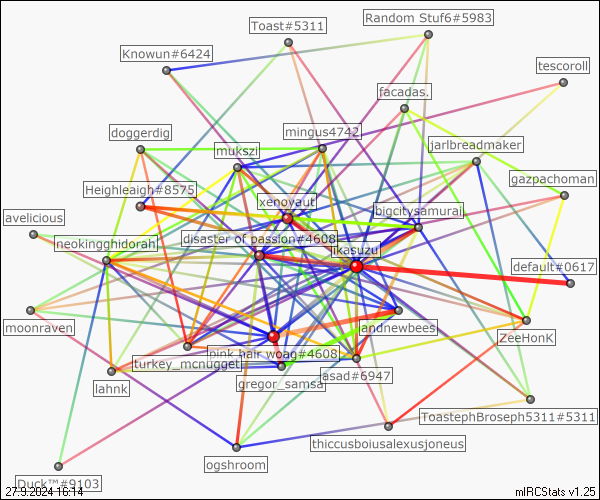 Random Stuf6#5983
Toast#5311
Knowun#6424
tescoroll
facadas.
doggerdig
mingus4742
jarlbreadmaker
mukszi
gazpachoman
Heighleaigh#8575
xenoyaut
bigcitysamurai
avelicious
neokingghidorah
disaster of passion#4608
ikasuzu
default#0617
moonraven
andnewbees
ZeeHonK
pink hair woag#4608
turkey_mcnugget
asad#6947
lahnk
gregor_samsa
ToastephBroseph5311#5311
thiccusboiusalexusjoneus
ogshroom
Duck™#9103
27.9.2024 16:14
mIRCStats v1.25